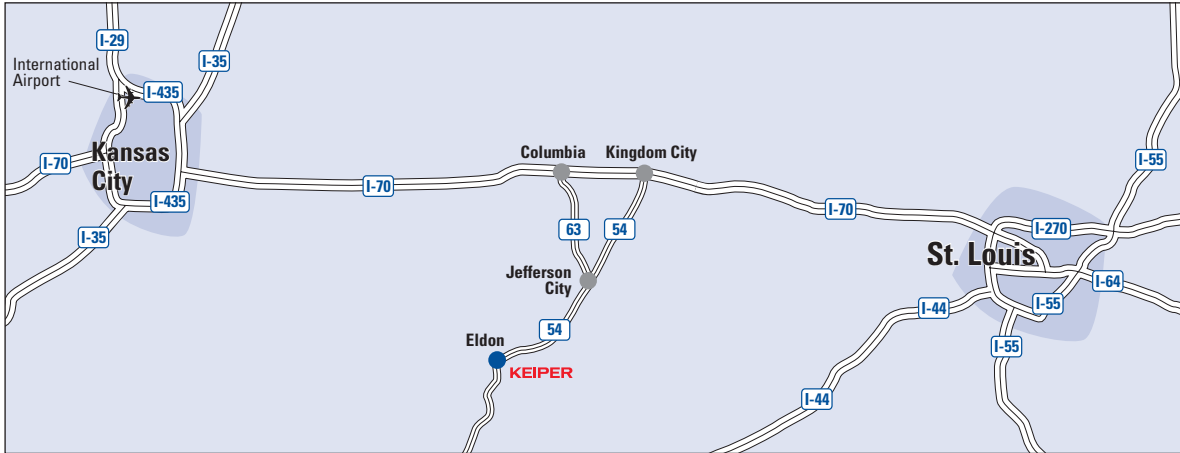 I-29
I-35
International
Airport
I-435
I-70
Kansas
City
I-435
I-35
I-70
Columbia
Kingdom City
63
54
Jefferson
City
54
Eldon
KEIPER
I-70
I-55
I-270
St. Louis
I-64
I-44
I-55
I-55
I-44